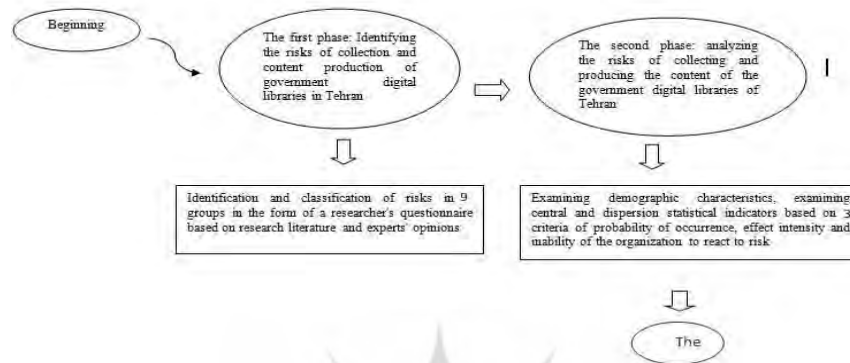 Beginning
The first phase: Identifying
the risks of collection and
content production of
government digital
libraries in Tehran
The second phase: analyzing
the risks of collecting and
producing the content of the
government digital libraries of
Tehran
Identification and classification of risks in 9
groups in the form of a researcher's questionnaire
based on research literature and experts' opinions
Examining demographic characteristics, examining
central and dispersion statistical indicators based on 3
criteria of probability of occurrence, effect intensity and
inability of the organization to react to risk
The